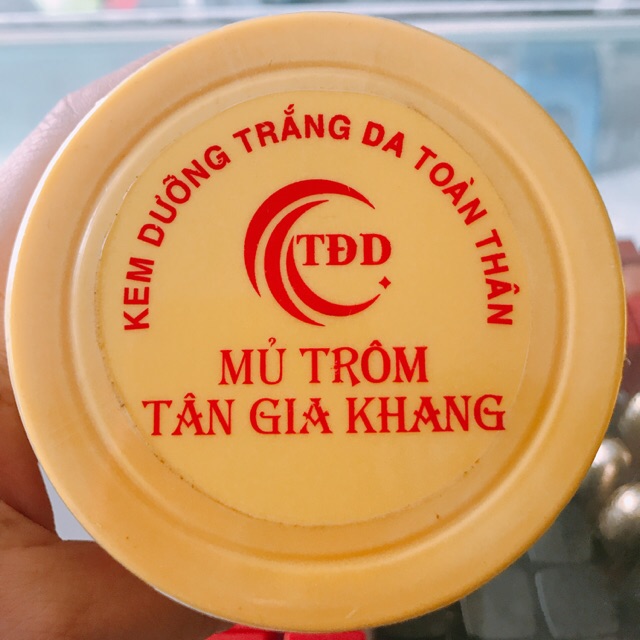 KEM DƯỠNG TRẮNG DA TOÀN THÂN
TĐD
MỦ TRÔM
TÂN GIA KHANG